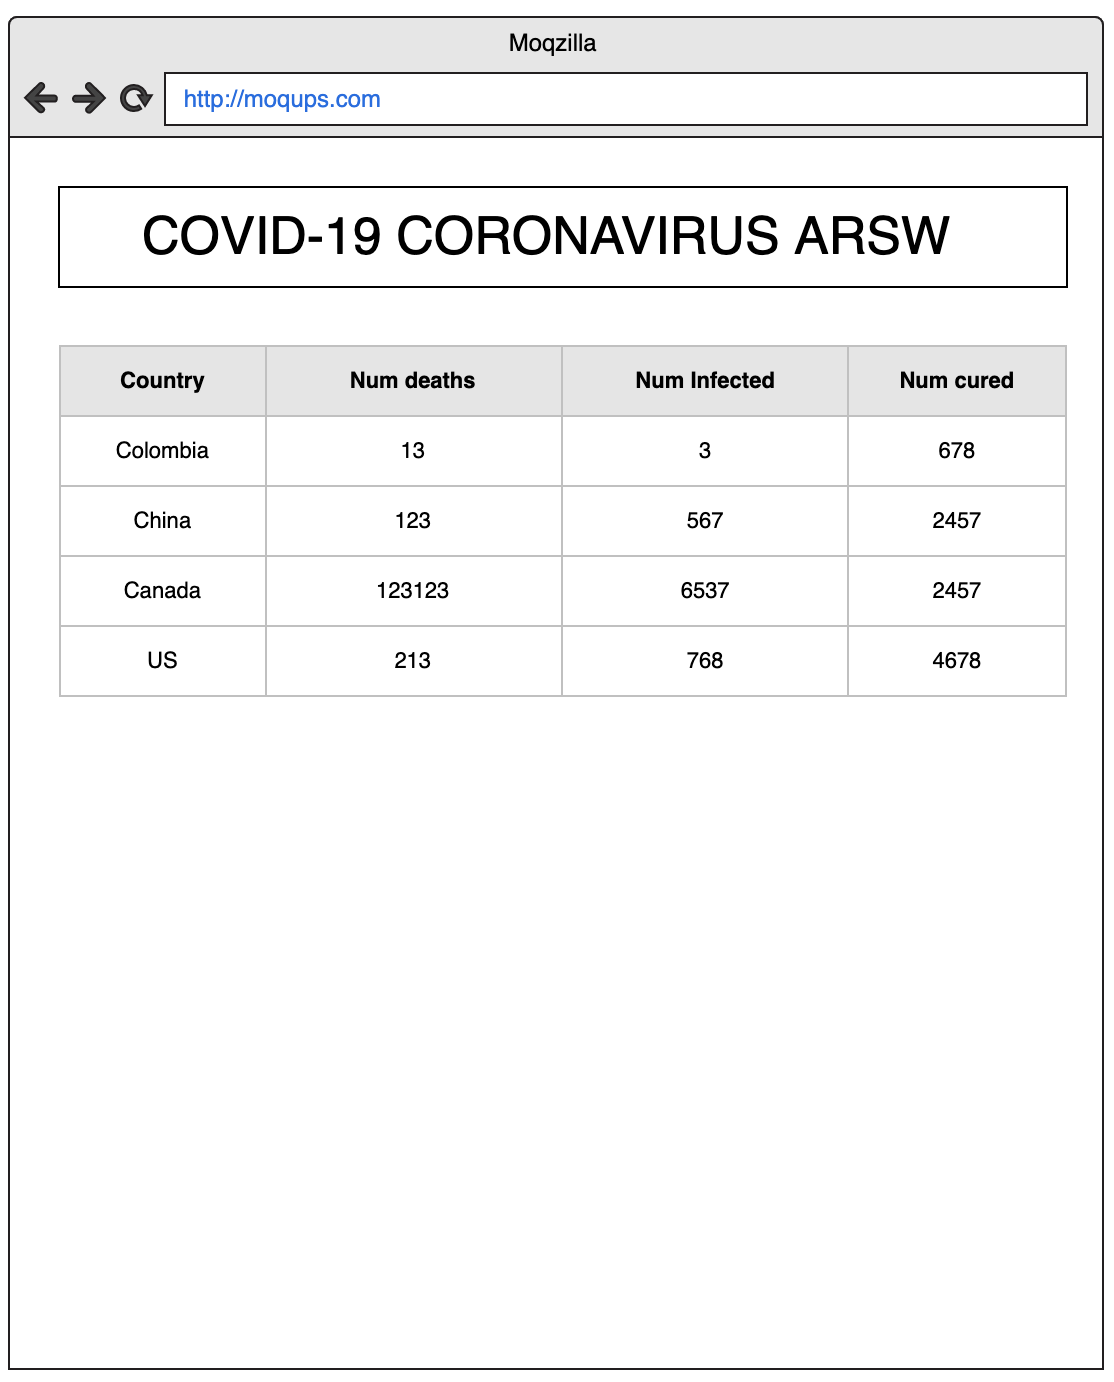 Moqzilla
http://moqups.com
COVID-19 CORONAVIRUS ARSW
Country Num deaths Num Infected Num cured
Colombia 13 3 678
China 123 567 2457
Canada 123123 6537 2457
US 213 768 4678